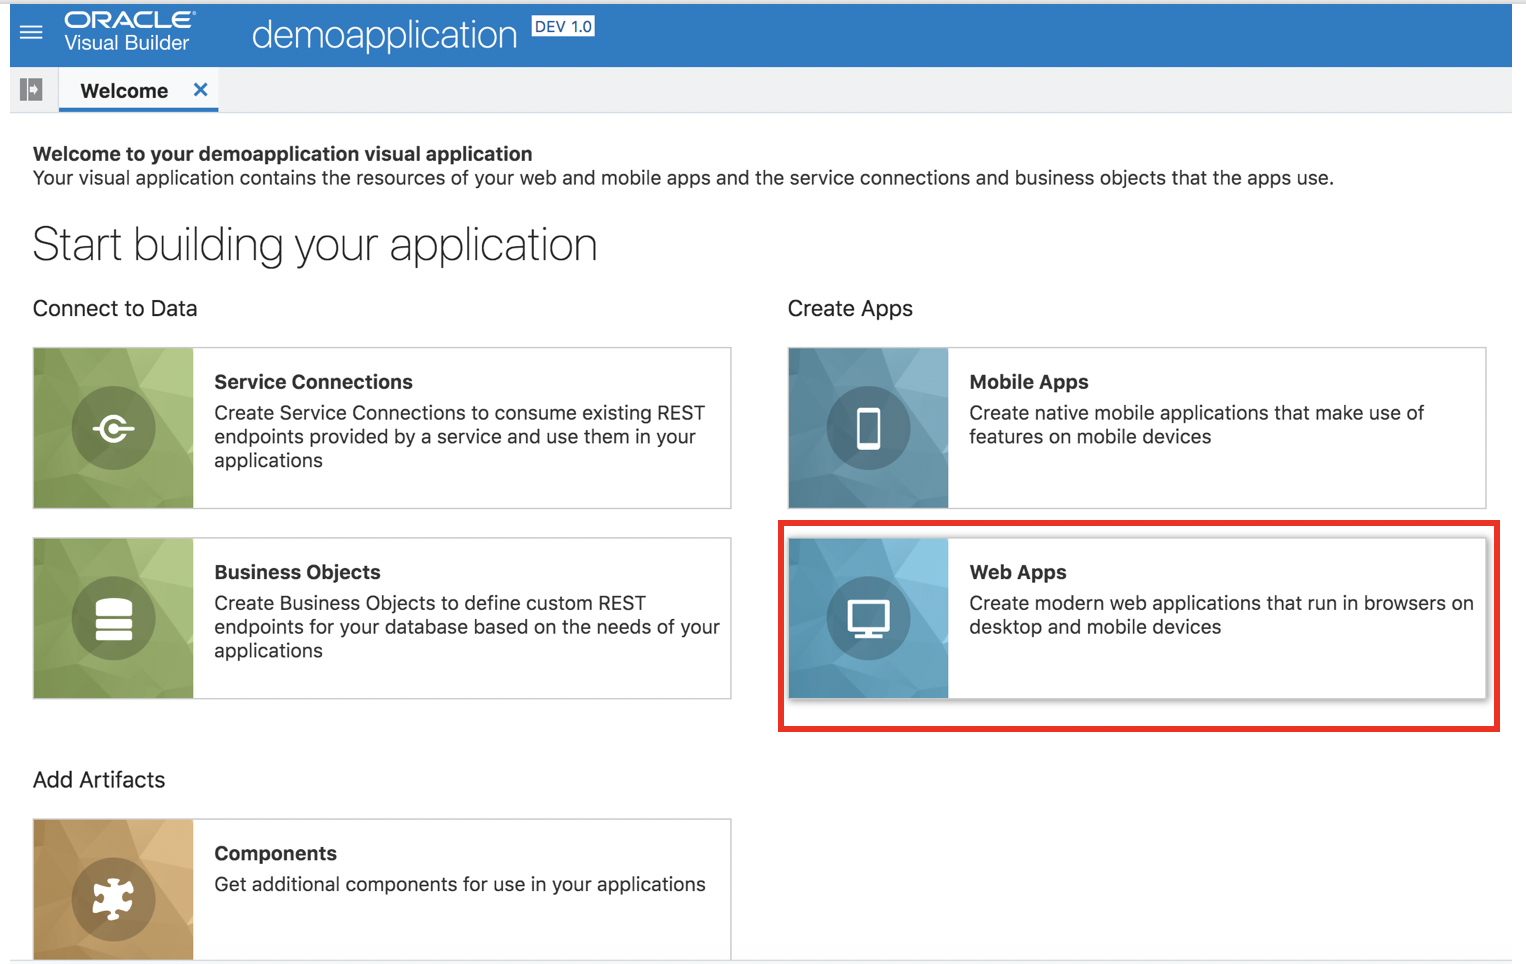 ORACLE
Visual Builder
demoapplication
DEV 1.0
Welcome
Welcome to your demoapplication visual application
Your visual application contains the resources of your web and mobile apps and the service connections and business objects that the apps use.
Start building your application
Connect to Data
Service Connections
Create Service Connections to consume existing REST
endpoints provided by a service and use them in your
applications
Business Objects
Create Business Objects to define custom REST
endpoints for your database based on the needs of your
applications
Create Apps
Mobile Apps
Create native mobile applications that make use of
features on mobile devices
Web Apps
Create modern web applications that run in browsers on
desktop and mobile devices
Add Artifacts
Components
Get additional components for use in your applications